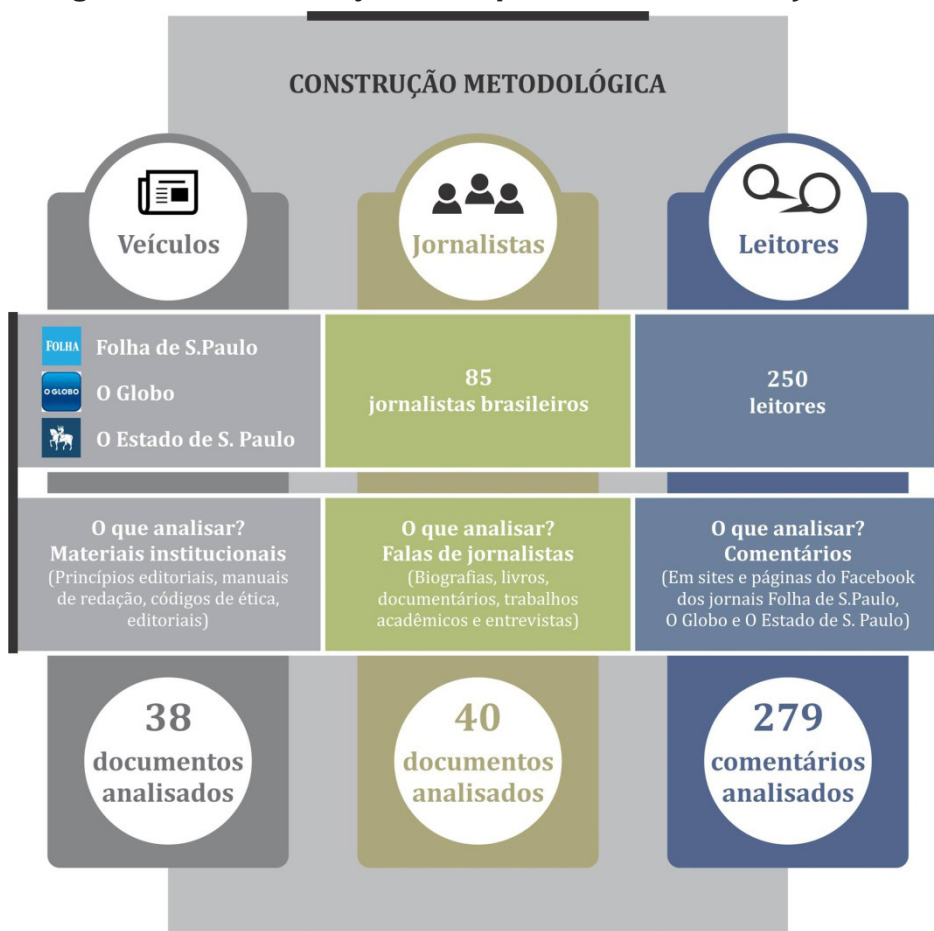 CONSTRUÇÃO METODOLÓGICA
Veículos
Jornalistas
Leitores
FOLHA
Folha de S.Paulo
O GLOBO
O Globo
O Estado de S. Paulo
85
jornalistas brasileiros
250
leitores
O que analisar?
Materiais institucionais
(Princípios editoriais, manuais
de redação, códigos de ética,
editoriais)
O que analisar?
Falas de jornalistas
(Biografias, livros,
documentários, trabalhos
acadêmicos e entrevistas)
O que analisar?
Comentários
(Em sites e páginas do Facebook
dos jornais Folha de S.Paulo,
O Globo e O Estado de S. Paulo)
38
documentos
analisados
40
documentos
analisados
279
comentários
analisados